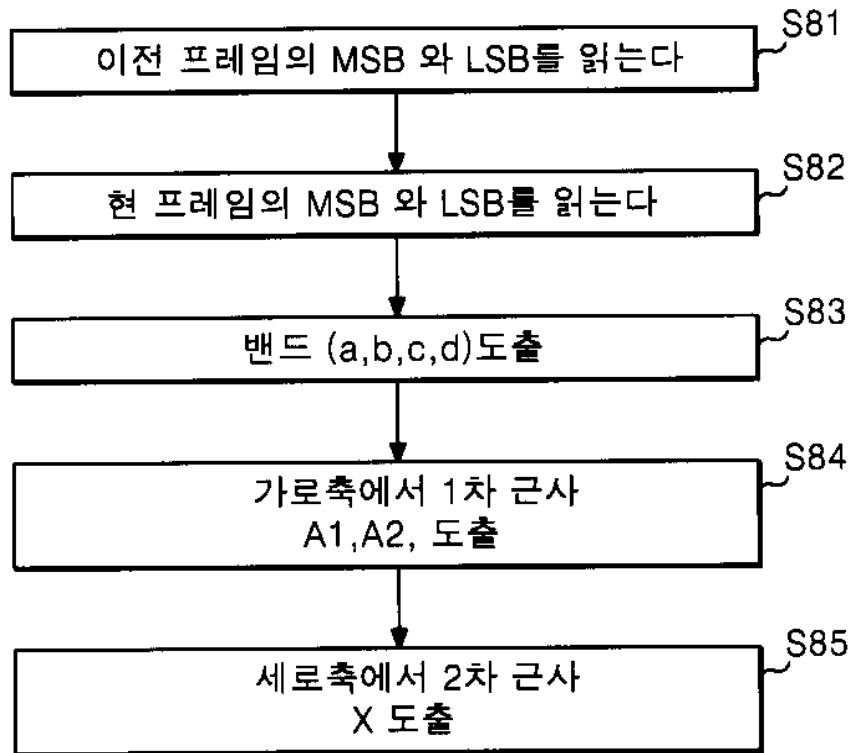 S81
이전 프레임의 MSB 와 LSB를 읽는다
S82
현 프레임의 MSB 와 LSB를 읽는다
S83
밴드 (a,b,c,d)도출
S84
가로축에서 1차 근사
A1,A2, 도출
S85
세로축에서 2차 근사
X 도출